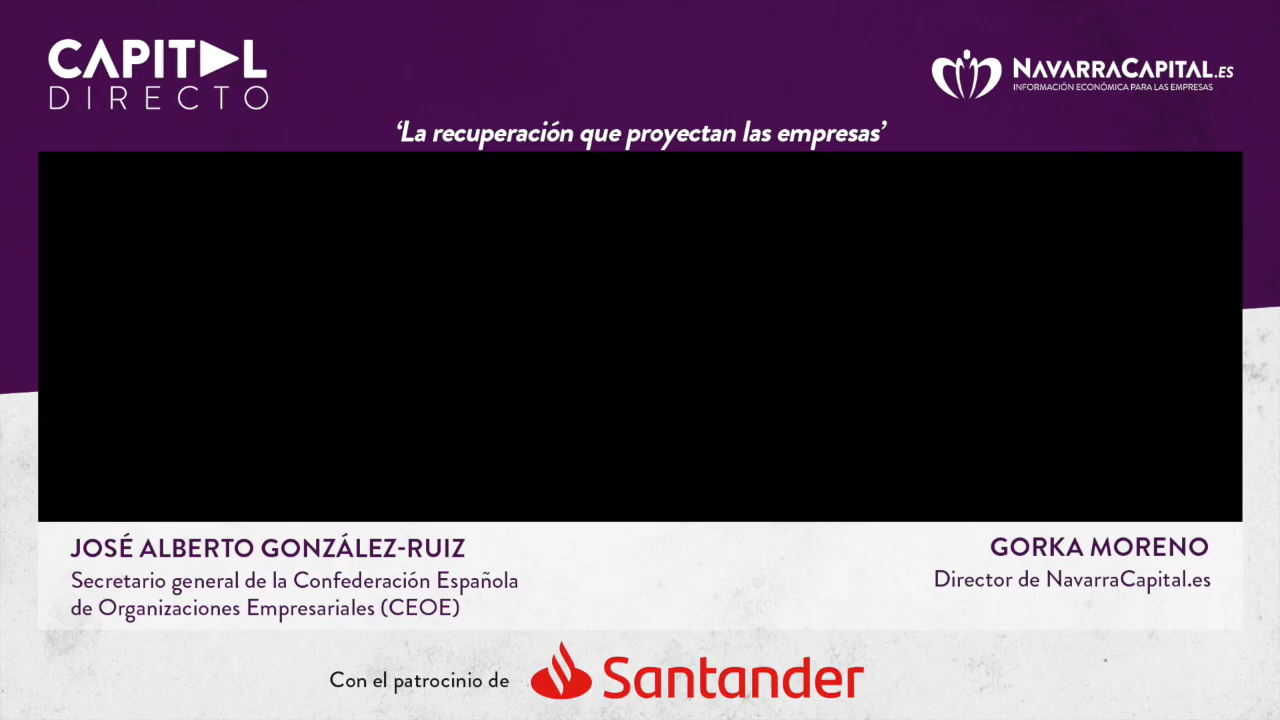 CAPITAL
DIRECTO
NAVARRACAPITAL.ES
INFORMACIÓN ECONÓMICA PARA LAS EMPRESAS
‘La recuperación que proyectan las empresas’
JOSÉ ALBERTO GONZÁLEZ-RUIZ
Secretario general de la Confederación Española
de Organizaciones Empresariales (CEOE)
GORKA MORENO
Director de NavarraCapital.es
Con el patrocinio de
Santander